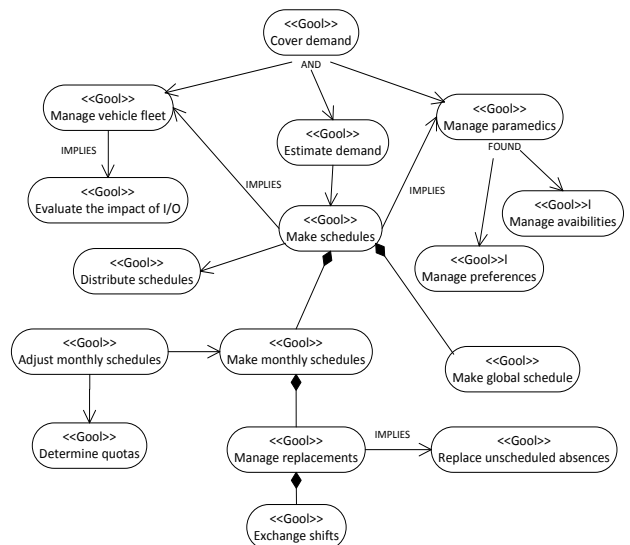 <<Gool>>
Cover demand
AND
<<Gool>>
Manage vehicle fleet
<<Gool>>
Manage paramedics
<<Gool>>
Estimate demand
IMPLIES
FOUND
IMPLIES
IMPLIES
<<Gool>>
Evaluate the impact of I/O
<<Gool>>l
Manage avaibilities
<<Gool>>
Make schedules
<<Gool>>
Distribute schedules
<<Gool>>l
Manage preferences
<<Gool>>
Adjust monthly schedules
<<Gool>>
Make monthly schedules
<<Gool>>
Make global schedule
<<Gool>>
Determine quotas
<<Gool>>
Manage replacements
IMPLIES
<<Gool>>
Replace unscheduled absences
<<Gool>>
Exchange shifts